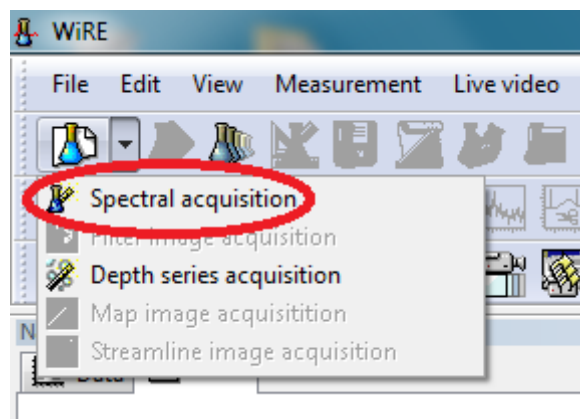 WiRE
File Edit View Measurement Live video
Spectral acquisition
Filter image acquisition
Depth series acquisition
Map image acquisitition
Streamline image acquisition
N
Data